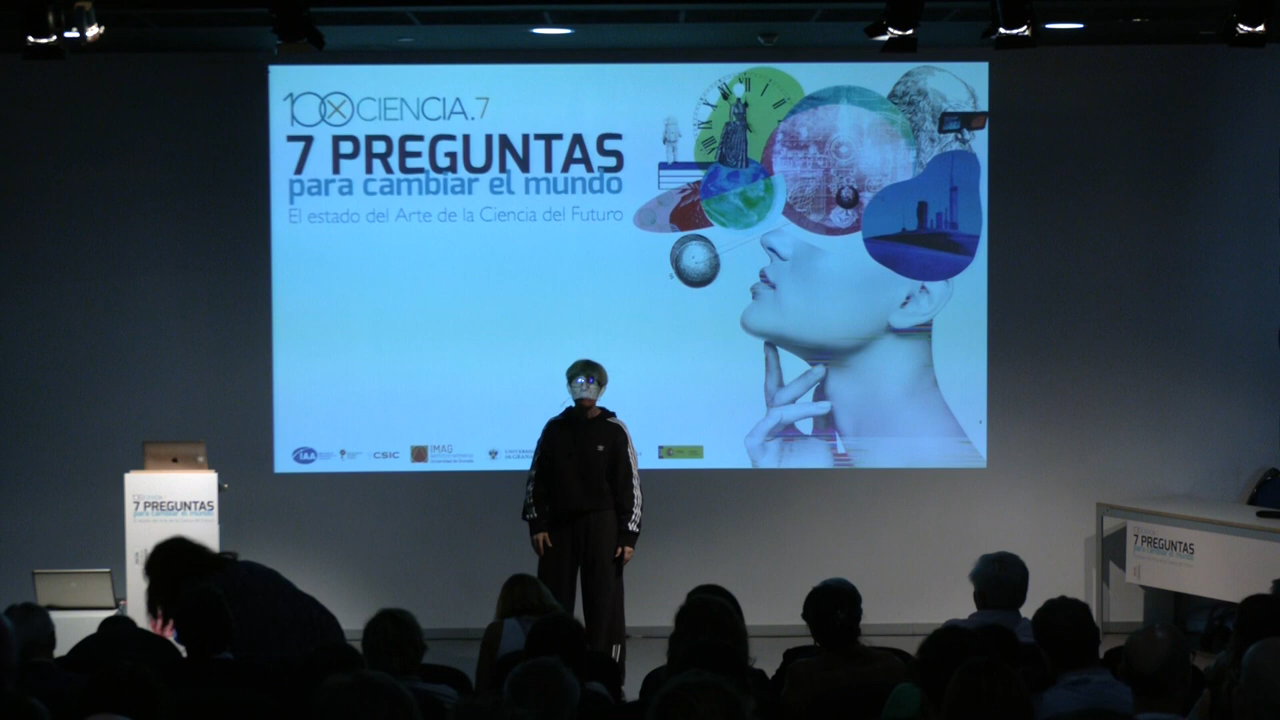 100XCIENCIA.7
7 PREGUNTAS
para cambiar el mundo
El estado del Arte de la Ciencia del Futuro
IAA
CSIC
IMAG
7 PREGUNTAS
para cambiar el mundo
7 PREGUNTAS
para cambiar el mundo